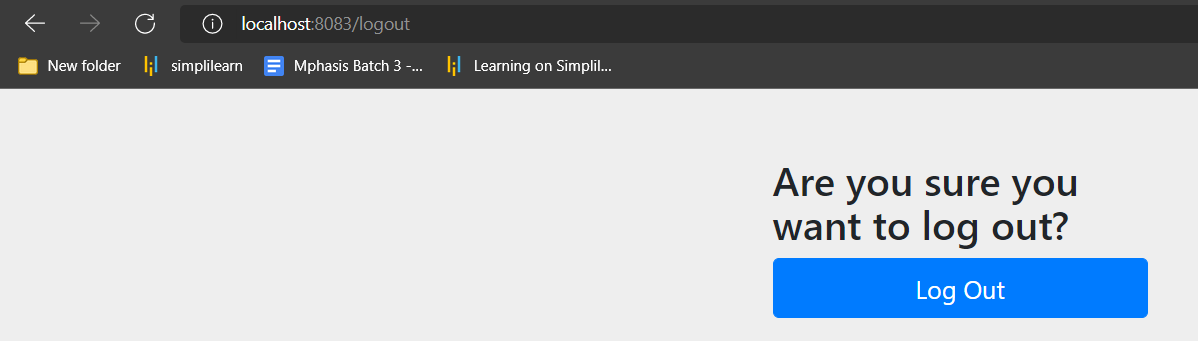 localhost:8083/logout
New folder
simplilearn
Mphasis Batch 3 -...
Learning on Simplil...
Are you sure you
want to log out?
Log Out